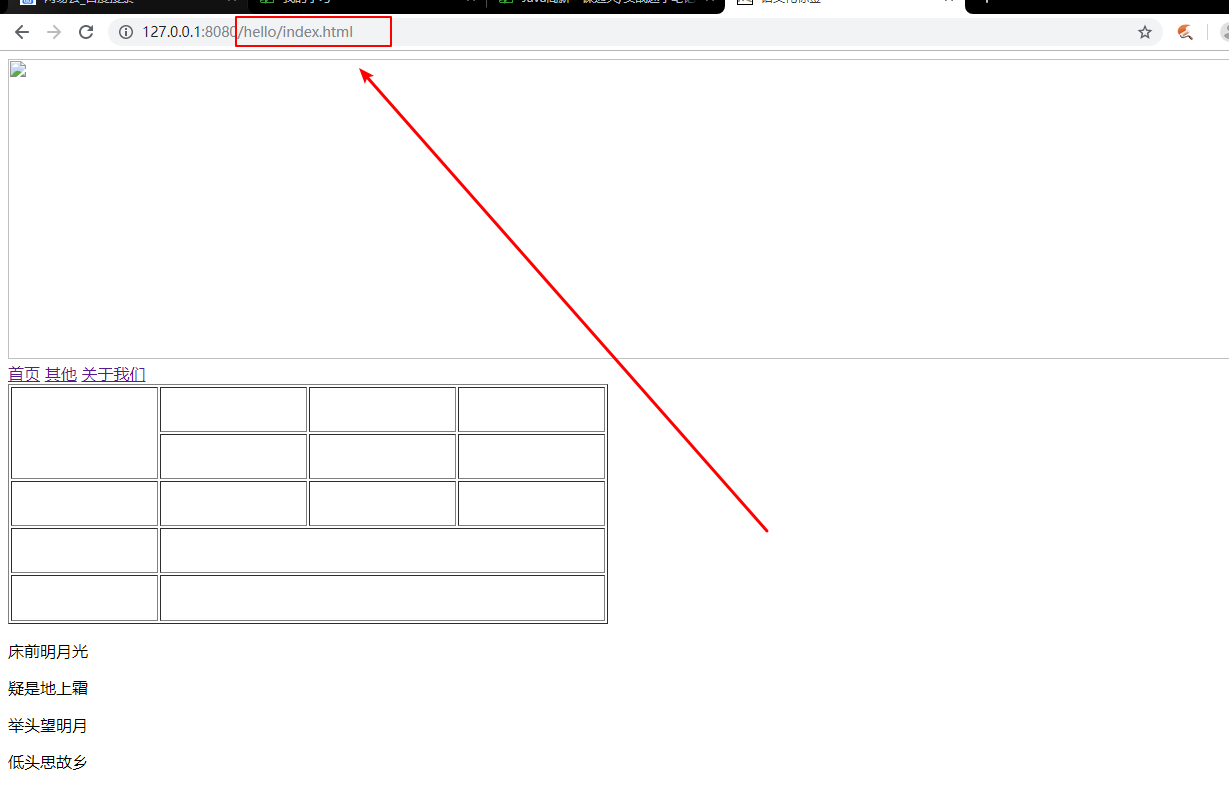 127.0.0.1:8080/hello/index.html
首页 其他 关于我们
床前明月光
疑是地上霜
举头望明月
低头思故乡